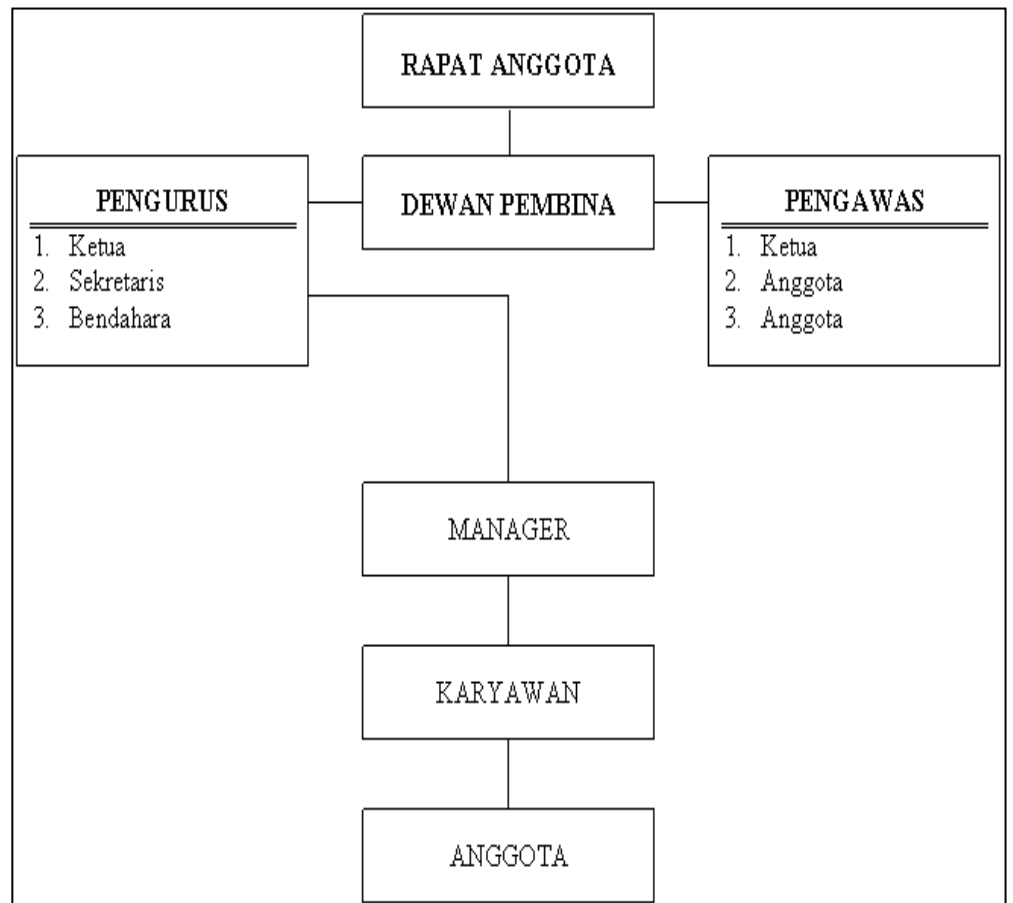 RAPAT ANGGOTA
PENGURUS
1. Ketua
2. Sekretaris
3. Bendahara
DEWAN PEMBINA
PENGAWAS
1. Ketua
2. Anggota
3. Anggota
MANAGER
KARYAWAN
ANGGOTA